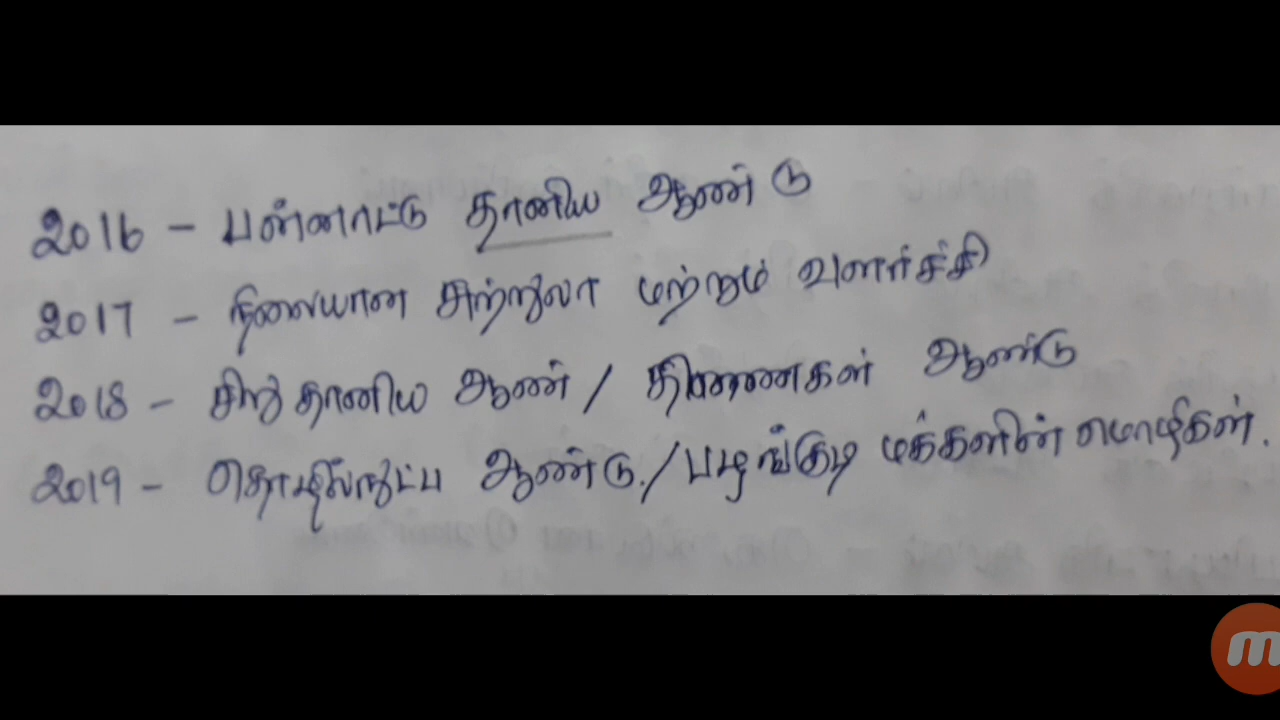 2016 - பன்னாட்டு தானிய ஆண்டு
2017 - நிலையான சுற்றுலா மற்றும் வளர்ச்சி
2018 - சிறு தானிய ஆண் / திணைகள் ஆண்டு
2019 - தொழில்நுட்ப ஆண்டு. / பழங்குடி மக்களின் மொழிகள்.